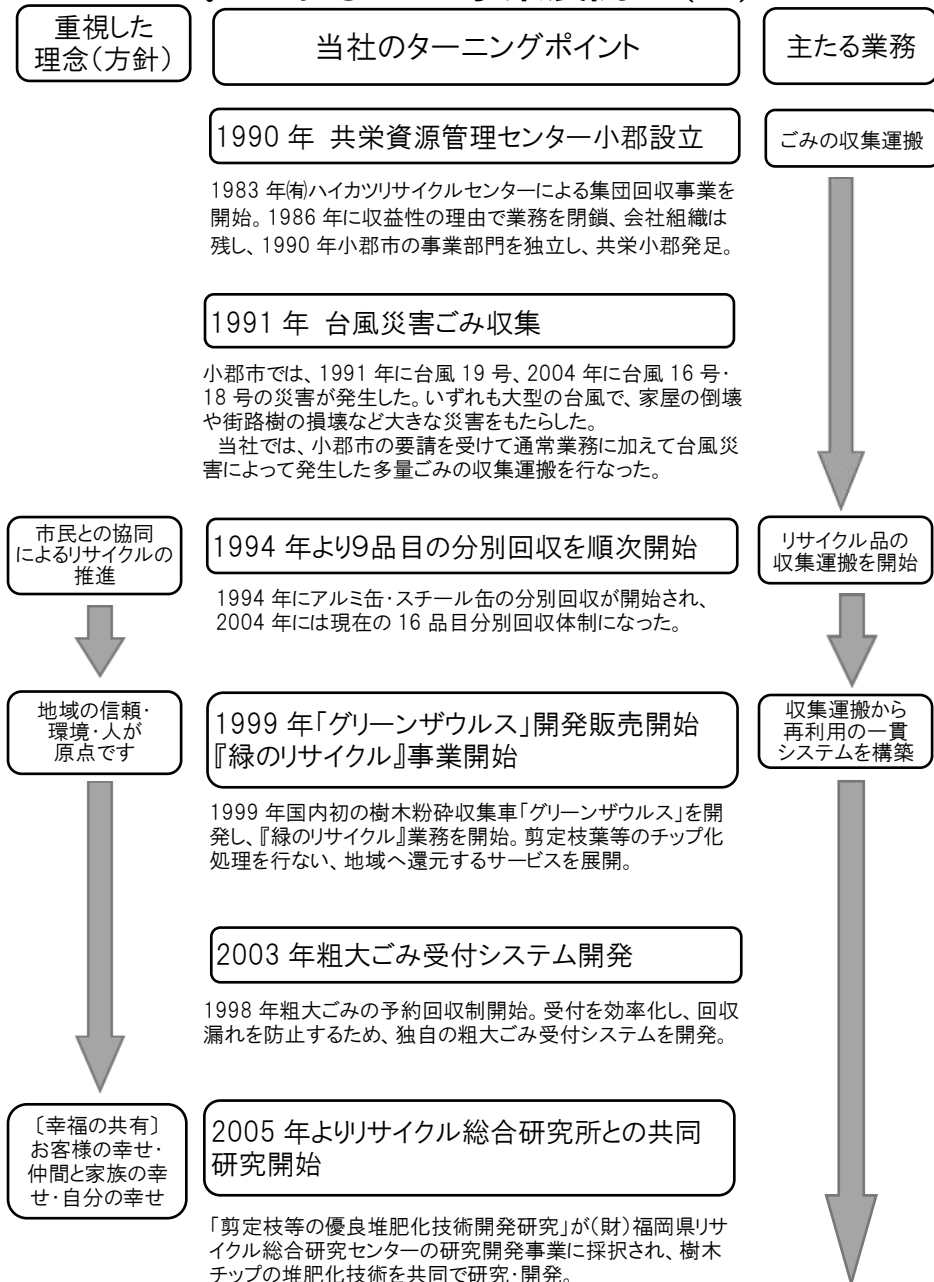 重視した
理念(方針)
当社のターニングポイント
主たる業務
1990 年 共栄資源管理センター小郡設立
ごみの収集運搬
1983 年㈲ハイカツリサイクルセンターによる集団回収事業を
開始。1986 年に収益性の理由で業務を閉鎖、会社組織は
残し、1990 年小郡市の事業部門を独立し、共栄小郡発足。
1991 年 台風災害ごみ収集
小郡市では、1991 年に台風 19 号、2004 年に台風 16 号・
18 号の災害が発生した。いずれも大型の台風で、家屋の倒壊
や街路樹の損壊など大きな災害をもたらした。
当社では、小郡市の要請を受けて通常業務に加えて台風災
害によって発生した多量ごみの収集運搬を行なった。
市民との協同
によるリサイクルの
推進
1994 年より9品目の分別回収を順次開始
リサイクル品の
収集運搬を開始
1994 年にアルミ缶・スチール缶の分別回収が開始され、
2004 年には現在の 16 品目分別回収体制になった。
地域の信頼・
環境・人が
原点です
1999 年「グリーンザウルス」開発販売開始
『緑のリサイクル』事業開始
収集運搬から
再利用の一貫
システムを構築
1999 年国内初の樹木粉砕収集車「グリーンザウルス」を開
発し、『緑のリサイクル』業務を開始。剪定枝葉等のチップ化
処理を行ない、地域へ還元するサービスを展開。
2003 年粗大ごみ受付システム開発
1998 年粗大ごみの予約回収制開始。受付を効率化し、回収
漏れを防止するため、独自の粗大ごみ受付システムを開発。
〔幸福の共有〕
お客様の幸せ・
仲間と家族の幸
せ・自分の幸せ
2005 年よりリサイクル総合研究所との共同
研究開始
「剪定枝等の優良堆肥化技術開発研究」が(財)福岡県リサ
イクル総合研究センターの研究開発事業に採択され、樹木
チップの堆肥化技術を共同で研究・開発。